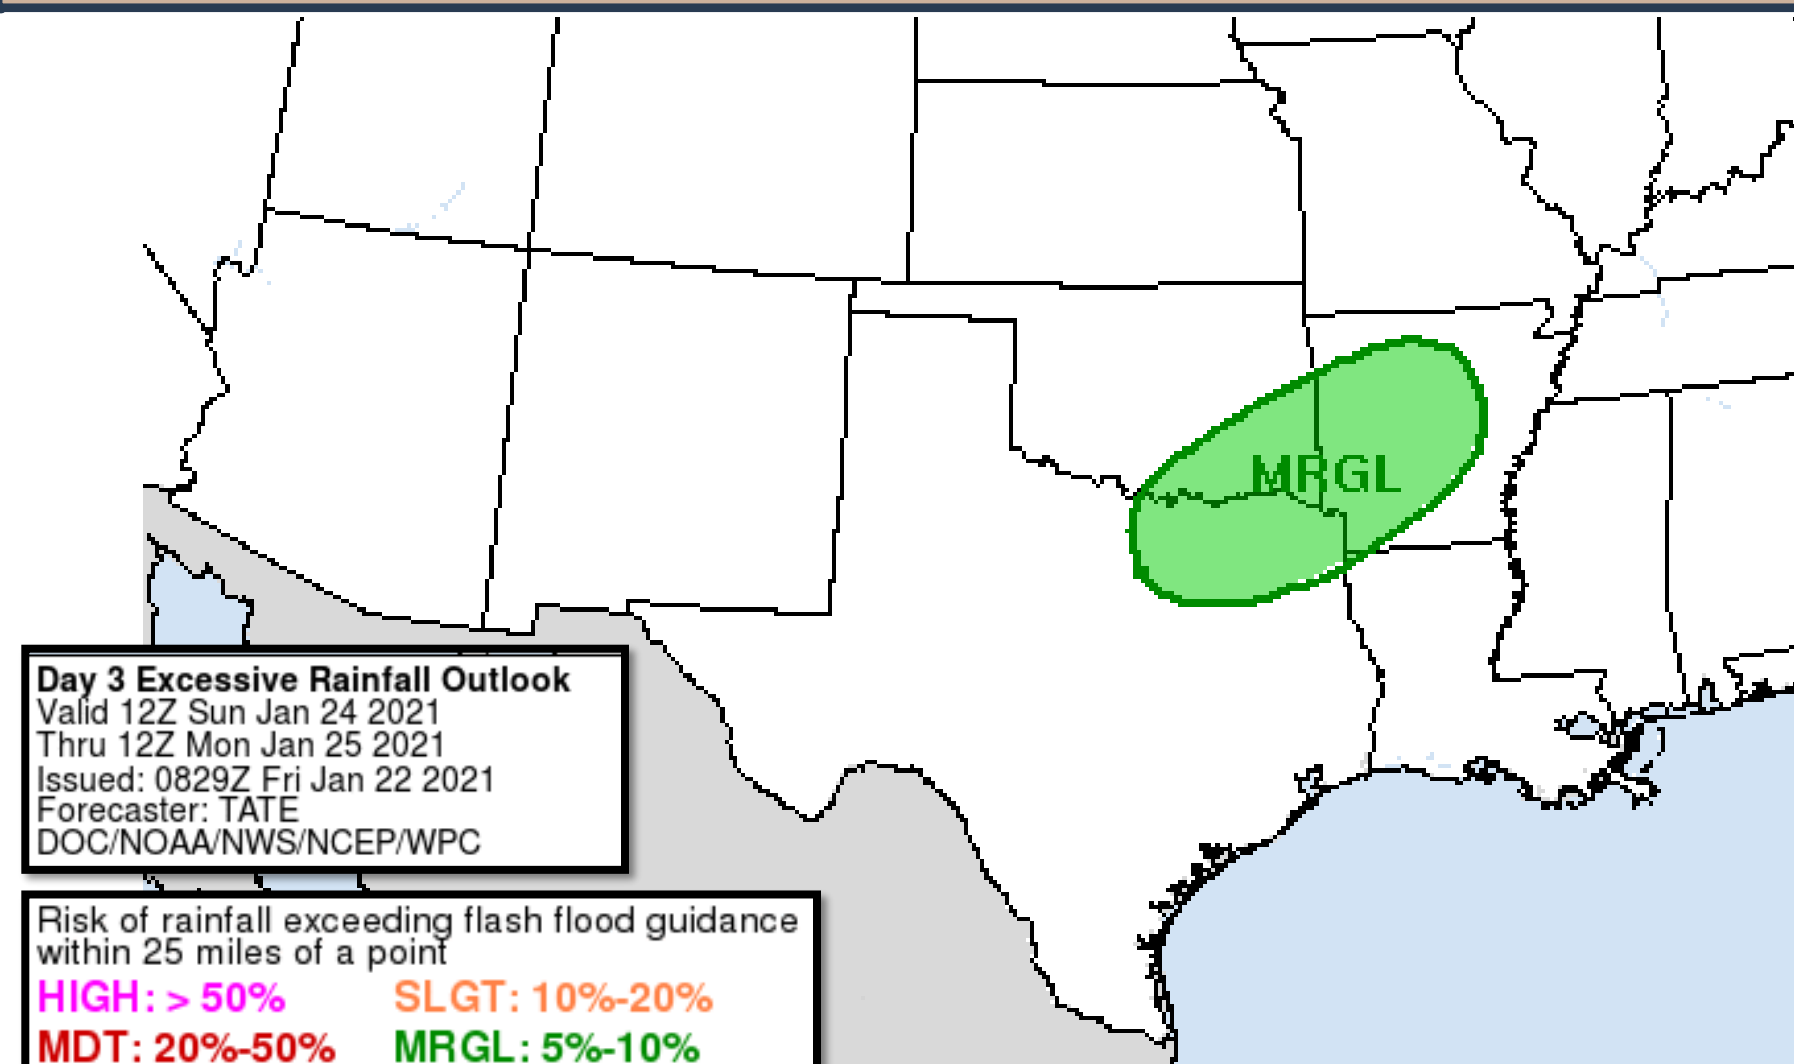 MRGL
Day 3 Excessive Rainfall Outlook
Valid 12Z Sun Jan 24 2021
Thru 12Z Mon Jan 25 2021
Issued: 0829Z Fri Jan 22 2021
Forecaster: TATE
DOC/NOAA/NWS/NCEP/WPC
Risk of rainfall exceeding flash flood guidance
within 25 miles of a point
HIGH: > 50% SLGT: 10%-20%
MDT: 20%-50% MRGL: 5%-10%